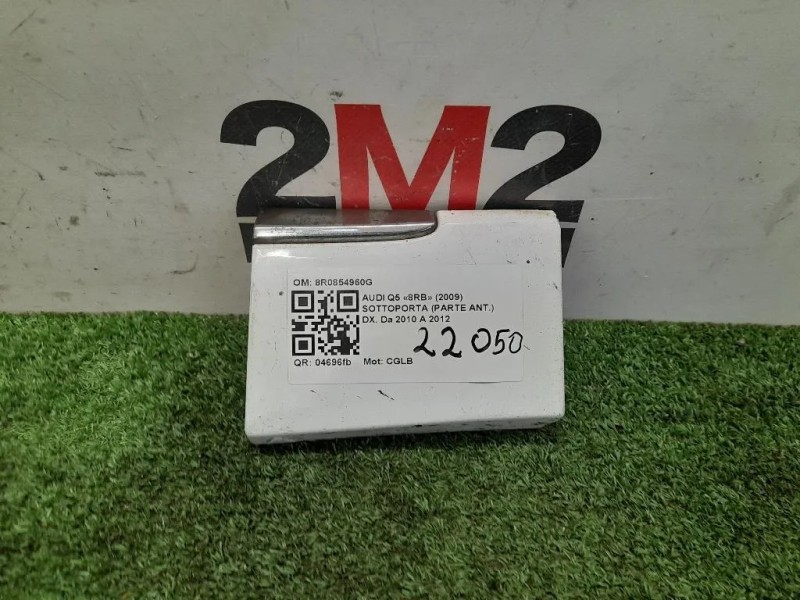 2M2
OM: 8R0854960G
AUDI Q5 «8RB» (2009)
SOTTOPORTA (PARTE ANT.)
DX. Da 2010 A 2012
22050
QR: 04696fb Mot: CGLB